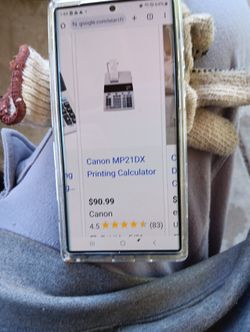 google.com/search
Canon MP21DX
Printing Calculator
$90.99
Canon
4.5 (83)